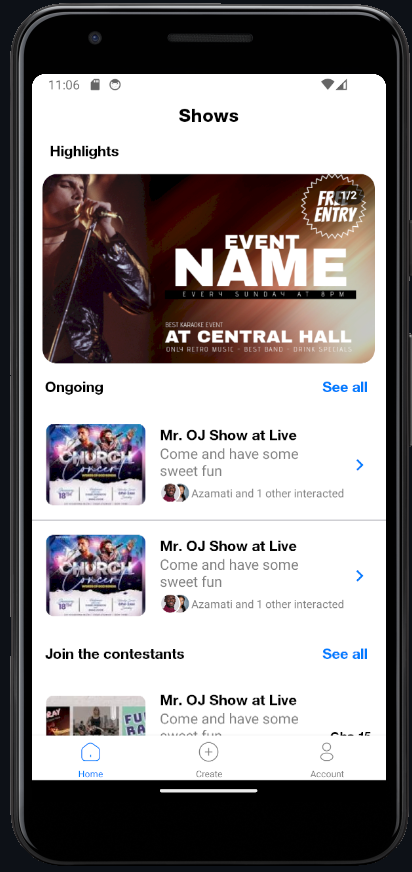 11:06
Shows
Highlights
1/2
ENTRY
EVENT
NAME
EVERY SUNDAY AT 8PM
BEST KARAOKE EVENT
AT CENTRAL HALL
ONLY RETRO MUSIC - BEST BAND - DRINK SPECIALS
Ongoing See all
CHURCH
Concert
Mr. OJ Show at Live
Come and have some
sweet fun
Azamati and 1 other interacted
CHURCH
Concert
Mr. OJ Show at Live
Come and have some
sweet fun
Azamati and 1 other interacted
Join the contestants See all
Mr. OJ Show at Live
Come and have some
sweet fun
Home Create Account